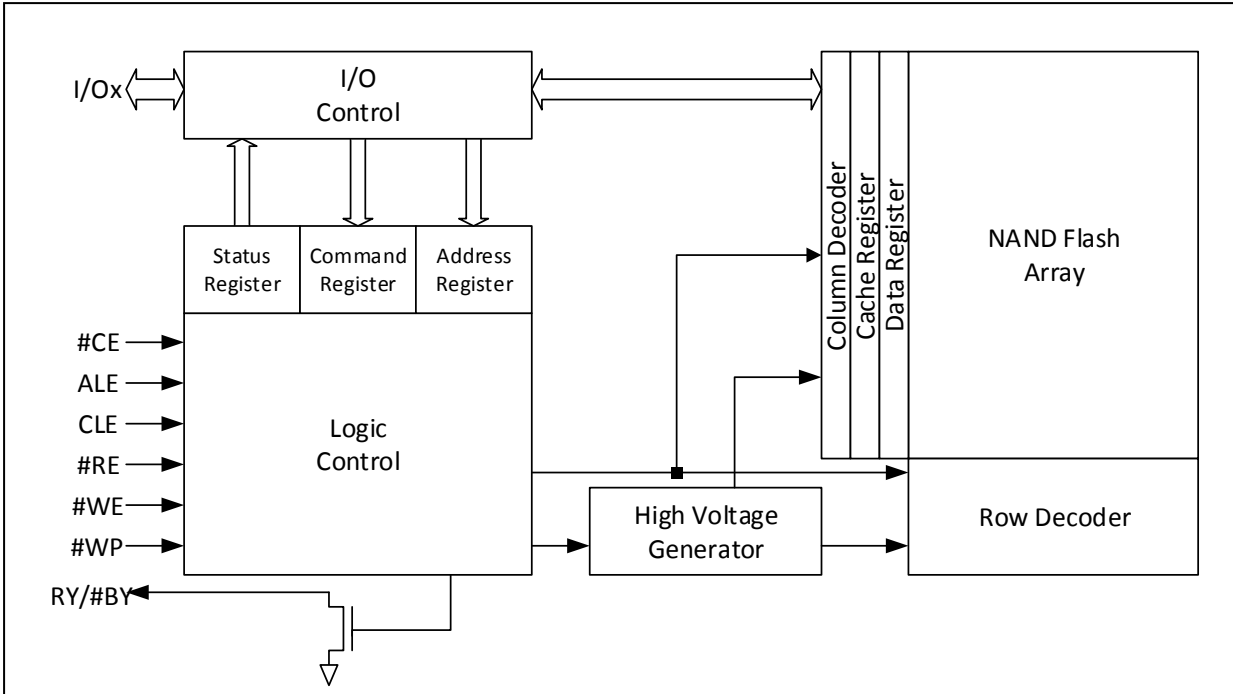 I/Ox
I/O
Control
Status
Register
Command
Register
Address
Register
#CE
ALE
CLE
#RE
#WE
#WP
RY/#BY
Logic
Control
High Voltage
Generator
Column Decoder
Cache Register
Data Register
NAND Flash
Array
Row Decoder